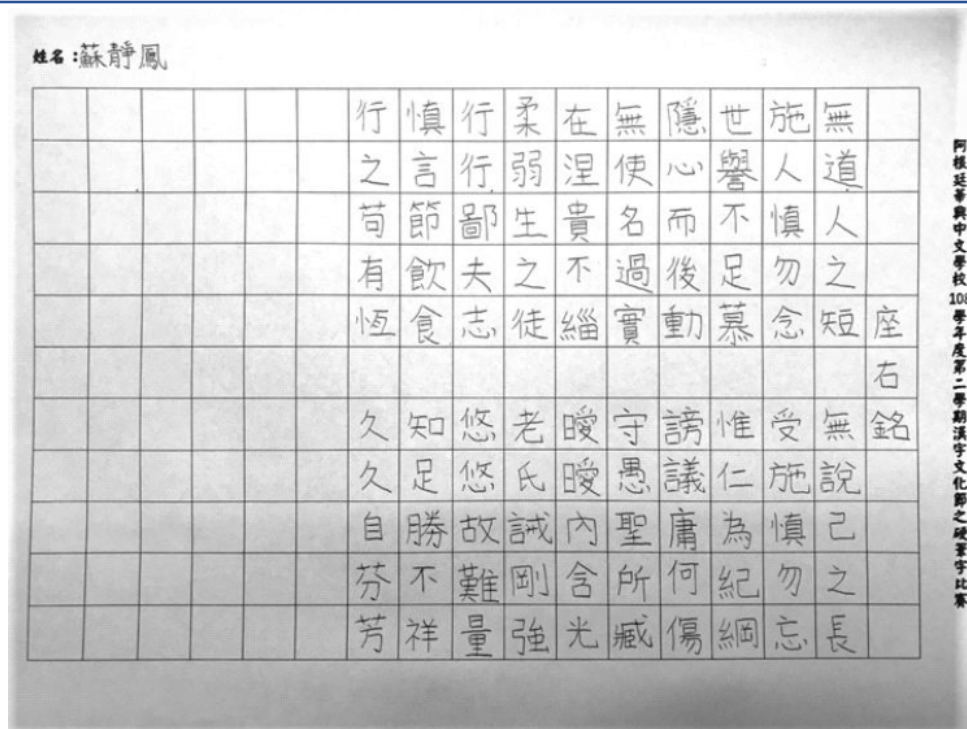 姓名:蘇靜鳳
阿根廷華興中文學校108學年度第二學期漢字文化節之硬筆字比賽
座右銘
無道人之短 無說己之長
施人慎勿念 受施慎勿忘
世譽不足慕 惟仁為紀綱
隱心而後動 謗議庸何傷
無使名過實 守愚聖所臧
在涅貴不緇 曖曖內含光
柔弱生之徒 老氏誡剛強
行行鄙夫志 悠悠故難量
慎言節飲食 知足勝不祥
行之苟有恆 久久自芬芳